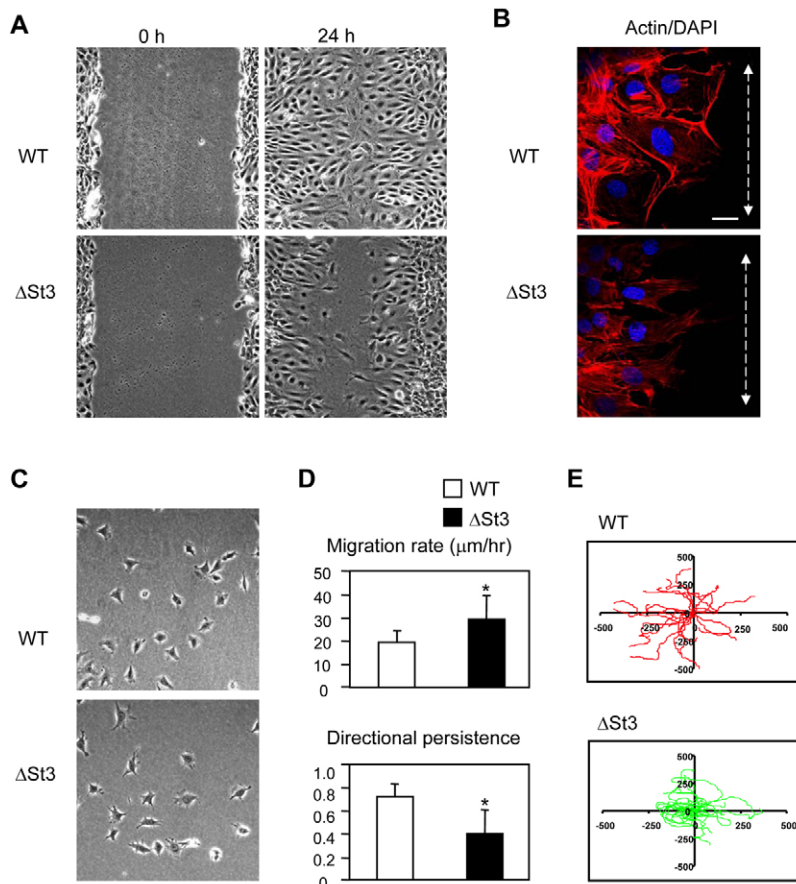 A
0 h
24 h
WT
ΔSt3
B
Actin/DAPI
WT
ΔSt3
C
WT
ΔSt3
D
WT
ΔSt3
Migration rate (μm/hr)
50
40
30
20
10
0
*
Directional persistence
1.0
0.8
0.6
0.4
0.2
0
*
E
WT
500
250
-500
-250
0
250
500
-250
-500
ΔSt3
500
250
-500
-250
0
250
500
-250
-500